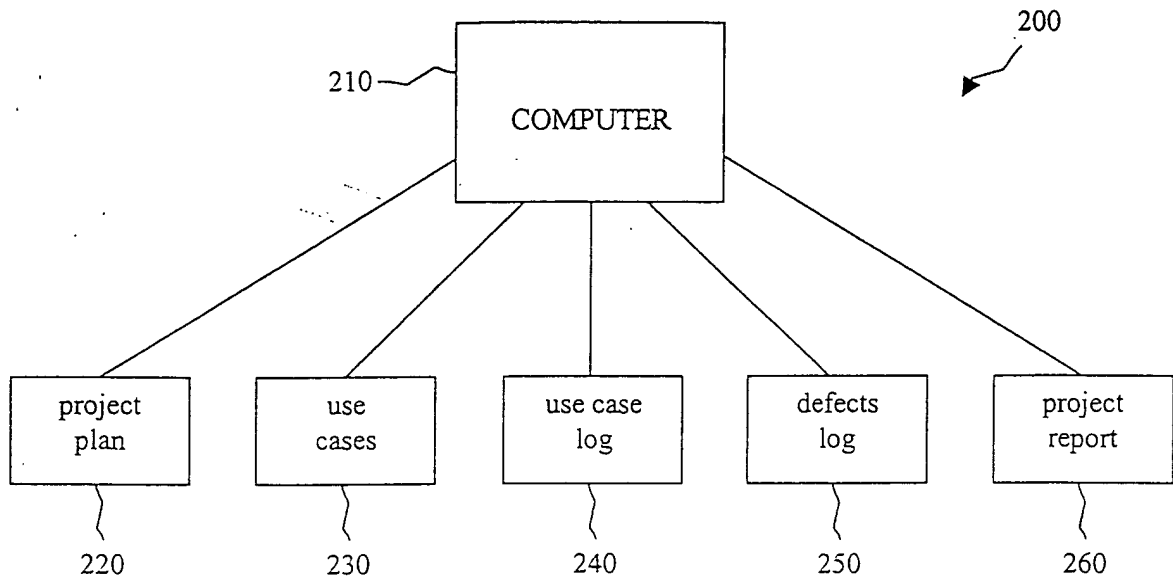 200
210
COMPUTER
project
plan
use
cases
use case
log
defects
log
project
report
220
230
240
250
260